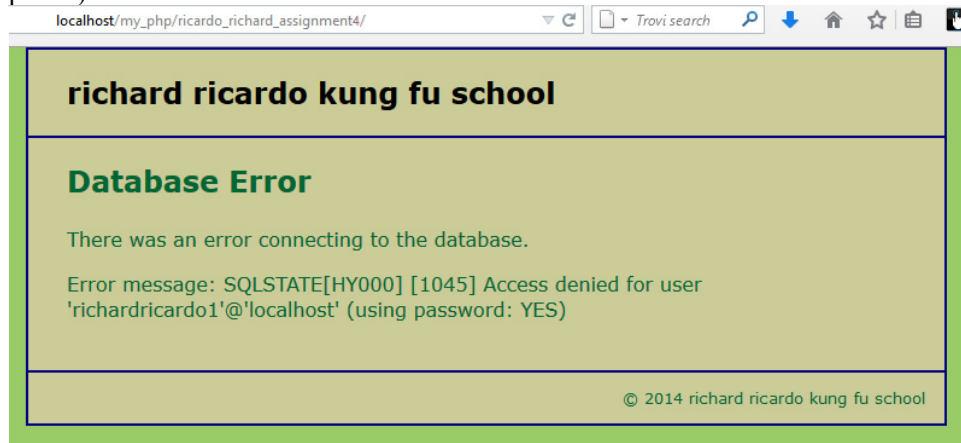 localhost/my_php/ricardo_richard_assignment4/ Trovi search
richard ricardo kung fu school
Database Error
There was an error connecting to the database.
Error message: SQLSTATE[HY000] [1045] Access denied for user
'richardricardo1'@'localhost' (using password: YES)
© 2014 richard ricardo kung fu school